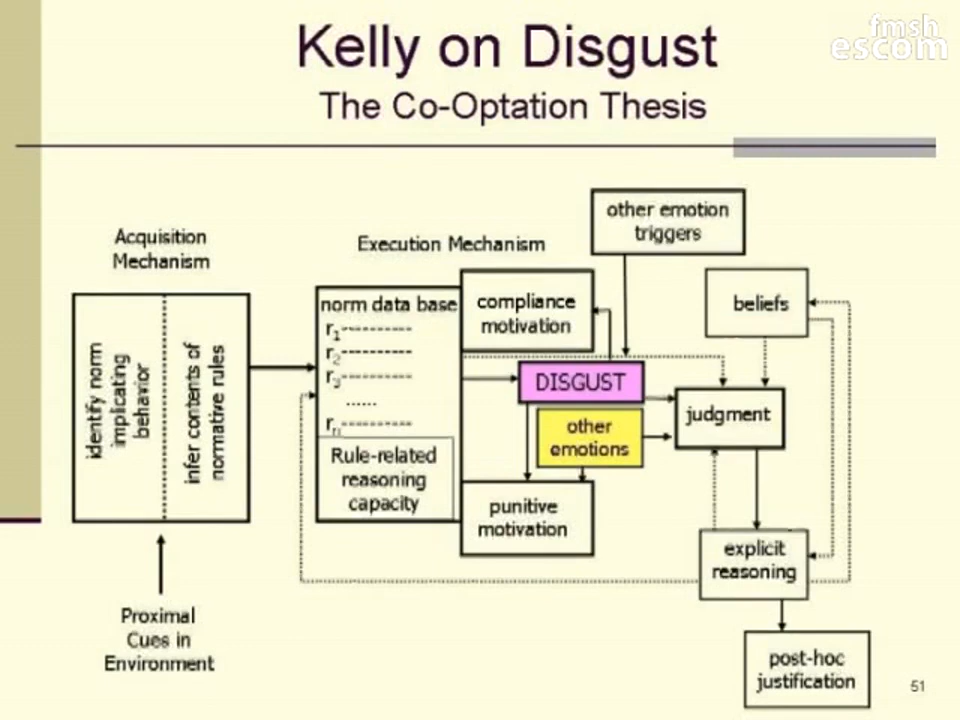 Kelly on Disgust
The Co-Optation Thesis
fmsh
escom
Acquisition
Mechanism
identify norm
implicating
behavior
infer contents of
normative rules
Proximal
Cues in
Environment
Execution Mechanism
norm data base
r1-----------
r2-----------
r3-----------
......
rn-----------
Rule-related
reasoning
capacity
compliance
motivation
other emotion
triggers
DISGUST
other
emotions
punitive
motivation
beliefs
judgment
explicit
reasoning
post-hoc
justification
51